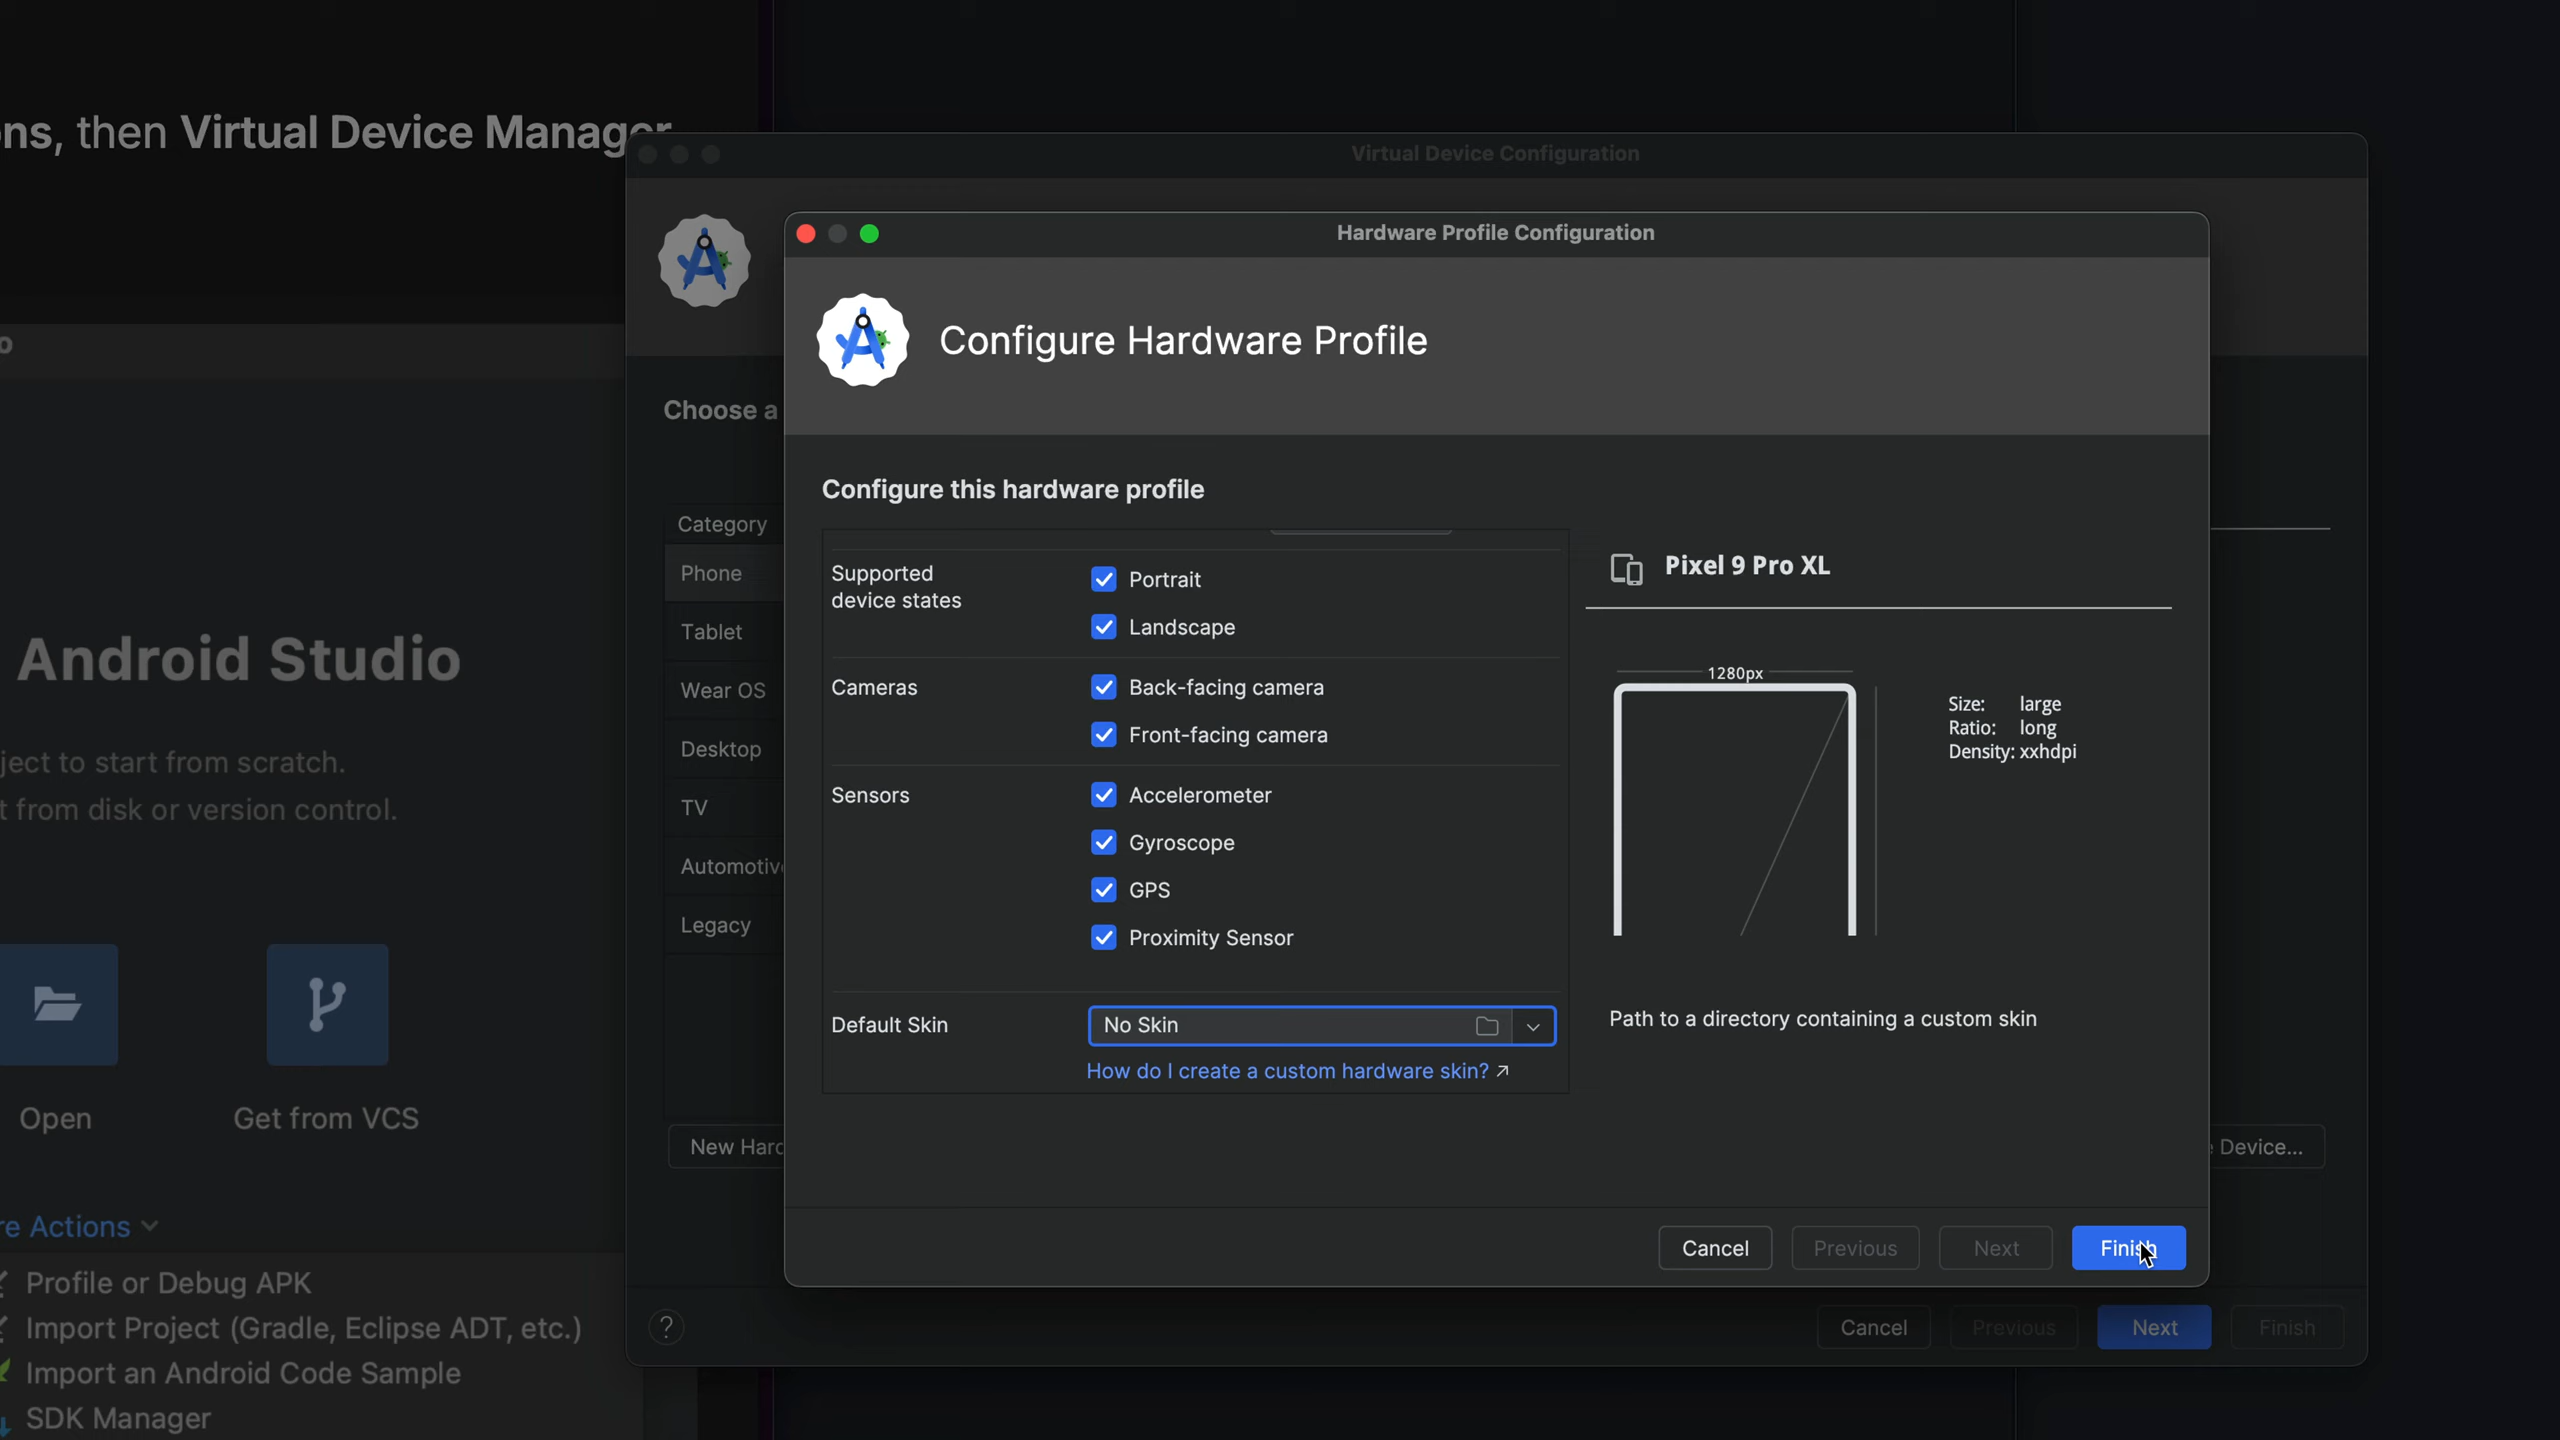 ns, then Virtual Device Manager
Virtual Device Configuration
Hardware Profile Configuration
Configure Hardware Profile
o
Choose a
Configure this hardware profile
Category
Phone
Tablet
Wear OS
Desktop
TV
Automotiv
Legacy
New Hard
Device...
Supported
device states
Portrait
Landscape
Cameras
Back-facing camera
Front-facing camera
Sensors
Accelerometer
Gyroscope
GPS
Proximity Sensor
Default Skin
No Skin
How do I create a custom hardware skin? ↗
Pixel 9 Pro XL
1280px
Size: large
Ratio: long
Density: xxhdpi
Path to a directory containing a custom skin
Cancel
Previous
Next
Finish
?
Cancel
Previous
Next
Finish
Android Studio
ject to start from scratch.
t from disk or version control.
Open
Get from VCS
re Actions
Profile or Debug APK
Import Project (Gradle, Eclipse ADT, etc.)
Import an Android Code Sample
SDK Manager